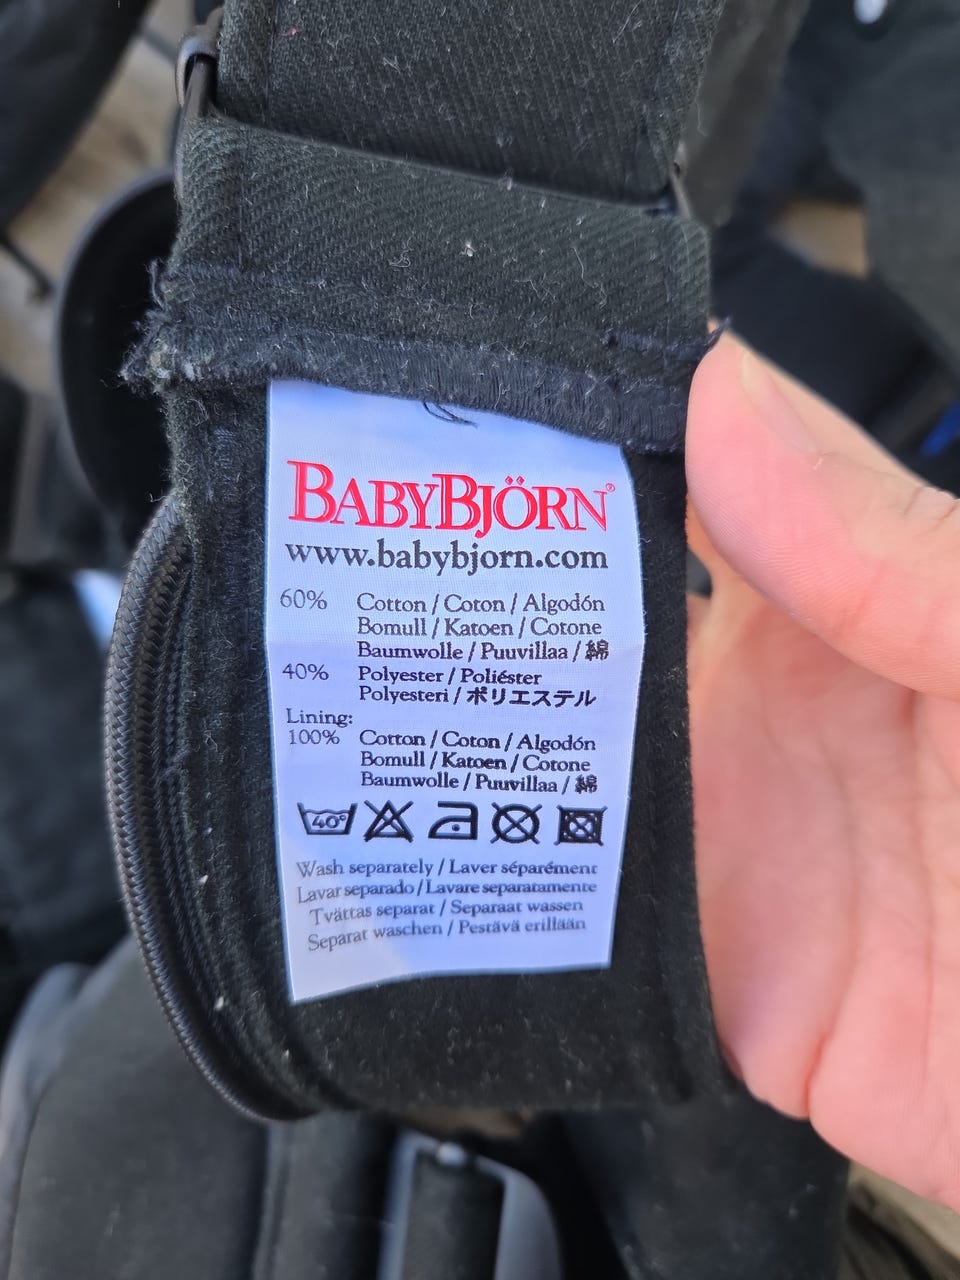 BABYBJÖRN®
www.babybjorn.com
60% Cotton / Coton / Algodón
Bomull / Katoen / Cotone
Baumwolle / Puuvillaa / 綿
40% Polyester / Poliéster
Polyesteri / ポリエステル
Lining:
100% Cotton / Coton / Algodón
Bomull / Katoen / Cotone
Baumwolle / Puuvillaa / 綿
40°
Wash separately / Laver séparément
Lavar separado / Lavare separatamente
Tvättas separat / Separaat wassen
Separat waschen / Pestävä erillään